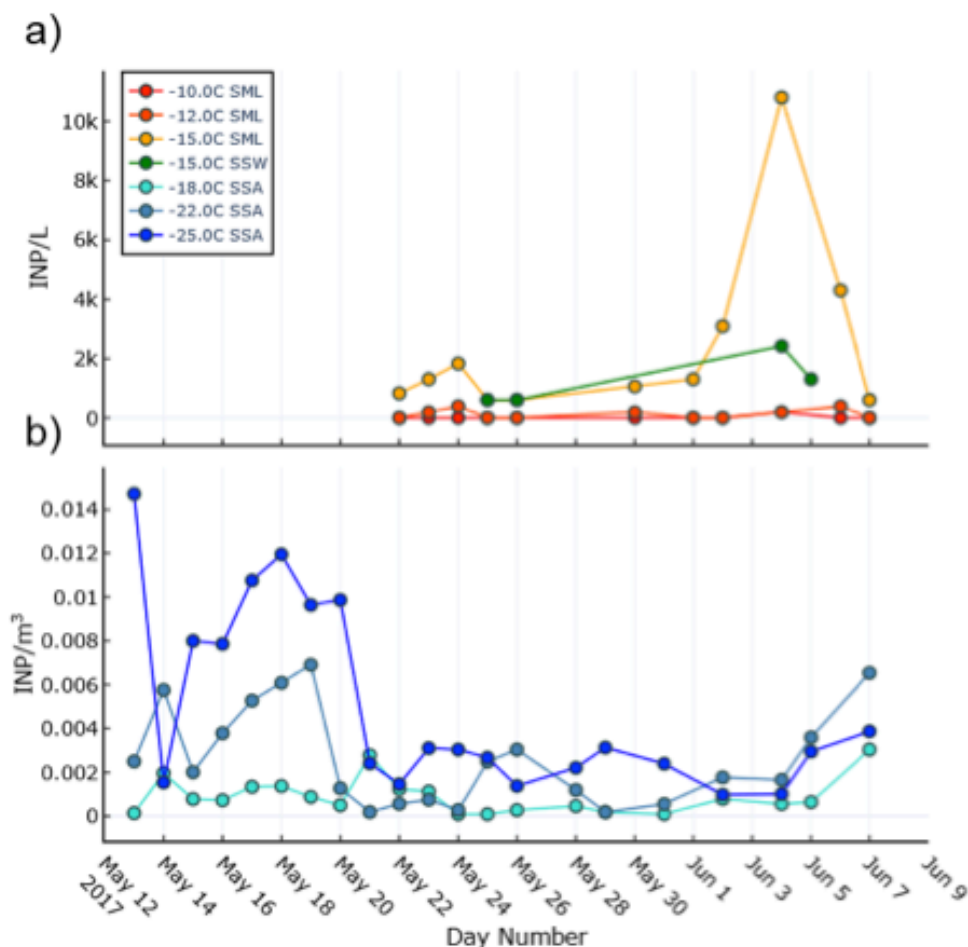 a)
-10.0C SML
-12.0C SML
-15.0C SML
-15.0C SSW
-18.0C SSA
-22.0C SSA
-25.0C SSA
10k
8k
6k
4k
2k
0
INP/L
b)
0.014
0.012
0.01
0.008
0.006
0.004
0.002
0
INP/m³
May 12
2017
May 14
May 16
May 18
May 20
May 22
May 24
May 26
May 28
May 30
Jun 1
Jun 3
Jun 5
Jun 7
Jun 9
Day Number